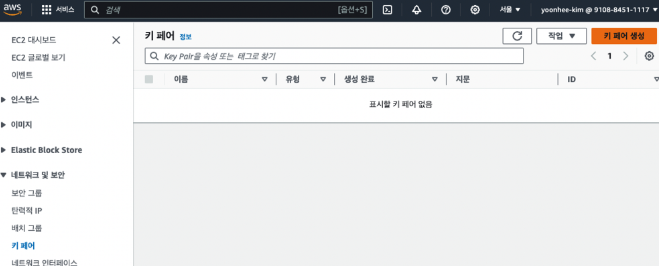 aws 서비스 검색 [옵션+S] 서울 ▼ yoonhee-kim @ 9108-8451-1117 ▼
EC2 대시보드
EC2 글로벌 보기
이벤트
인스턴스
이미지
Elastic Block Store
네트워크 및 보안
보안 그룹
탄력적 IP
배치 그룹
키 페어
네트워크 인터페이스
키 페어 정보 작업 ▼ 키 페어 생성
Key Pair을 속성 또는 태그로 찾기 1
이름 유형 생성 완료 지문 ID
표시할 키 페어 없음